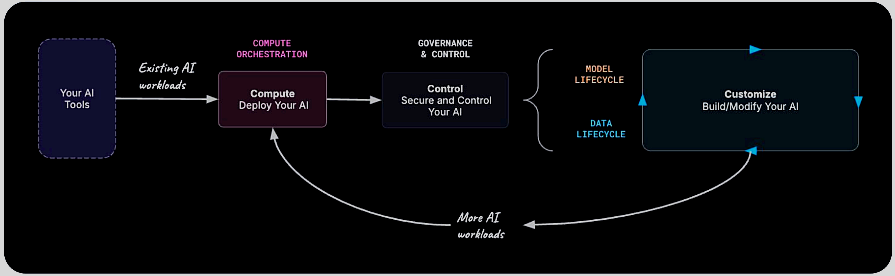 Your AI
Tools
Existing AI
workloads
COMPUTE
ORCHESTRATION
Compute
Deploy Your AI
GOVERNANCE
& CONTROL
Control
Secure and Control
Your AI
MODEL
LIFECYCLE
DATA
LIFECYCLE
Customize
Build/Modify Your AI
More AI
workloads